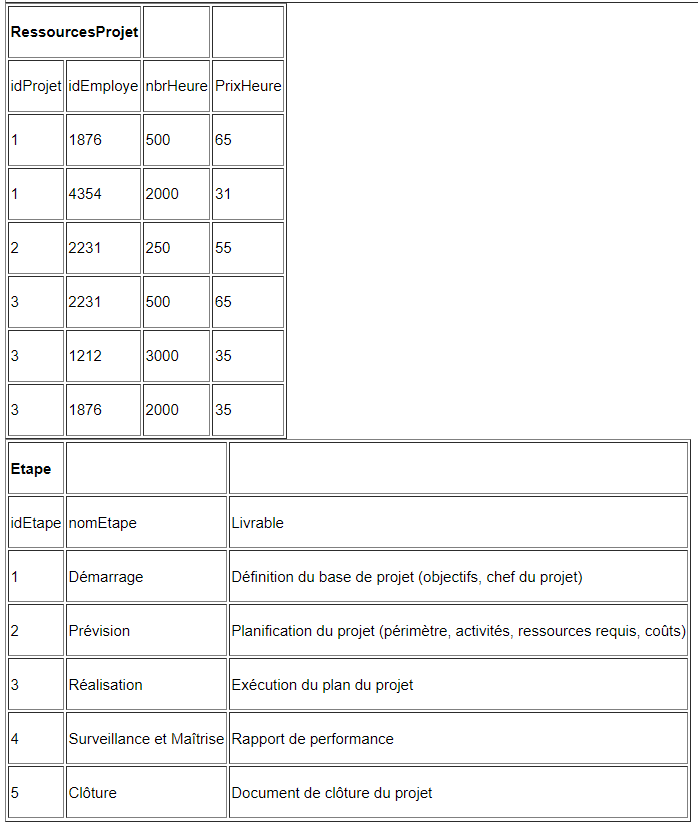 RessourcesProjet
idProjet idEmploye nbrHeure PrixHeure
1 1876 500 65
1 4354 2000 31
2 2231 250 55
3 2231 500 65
3 1212 3000 35
3 1876 2000 35
Etape
idEtape nomEtape Livrable
1 Démarrage Définition du base de projet (objectifs, chef du projet)
2 Prévision Planification du projet (périmètre, activités, ressources requis, coûts)
3 Réalisation Exécution du plan du projet
4 Surveillance et Maîtrise Rapport de performance
5 Clôture Document de clôture du projet